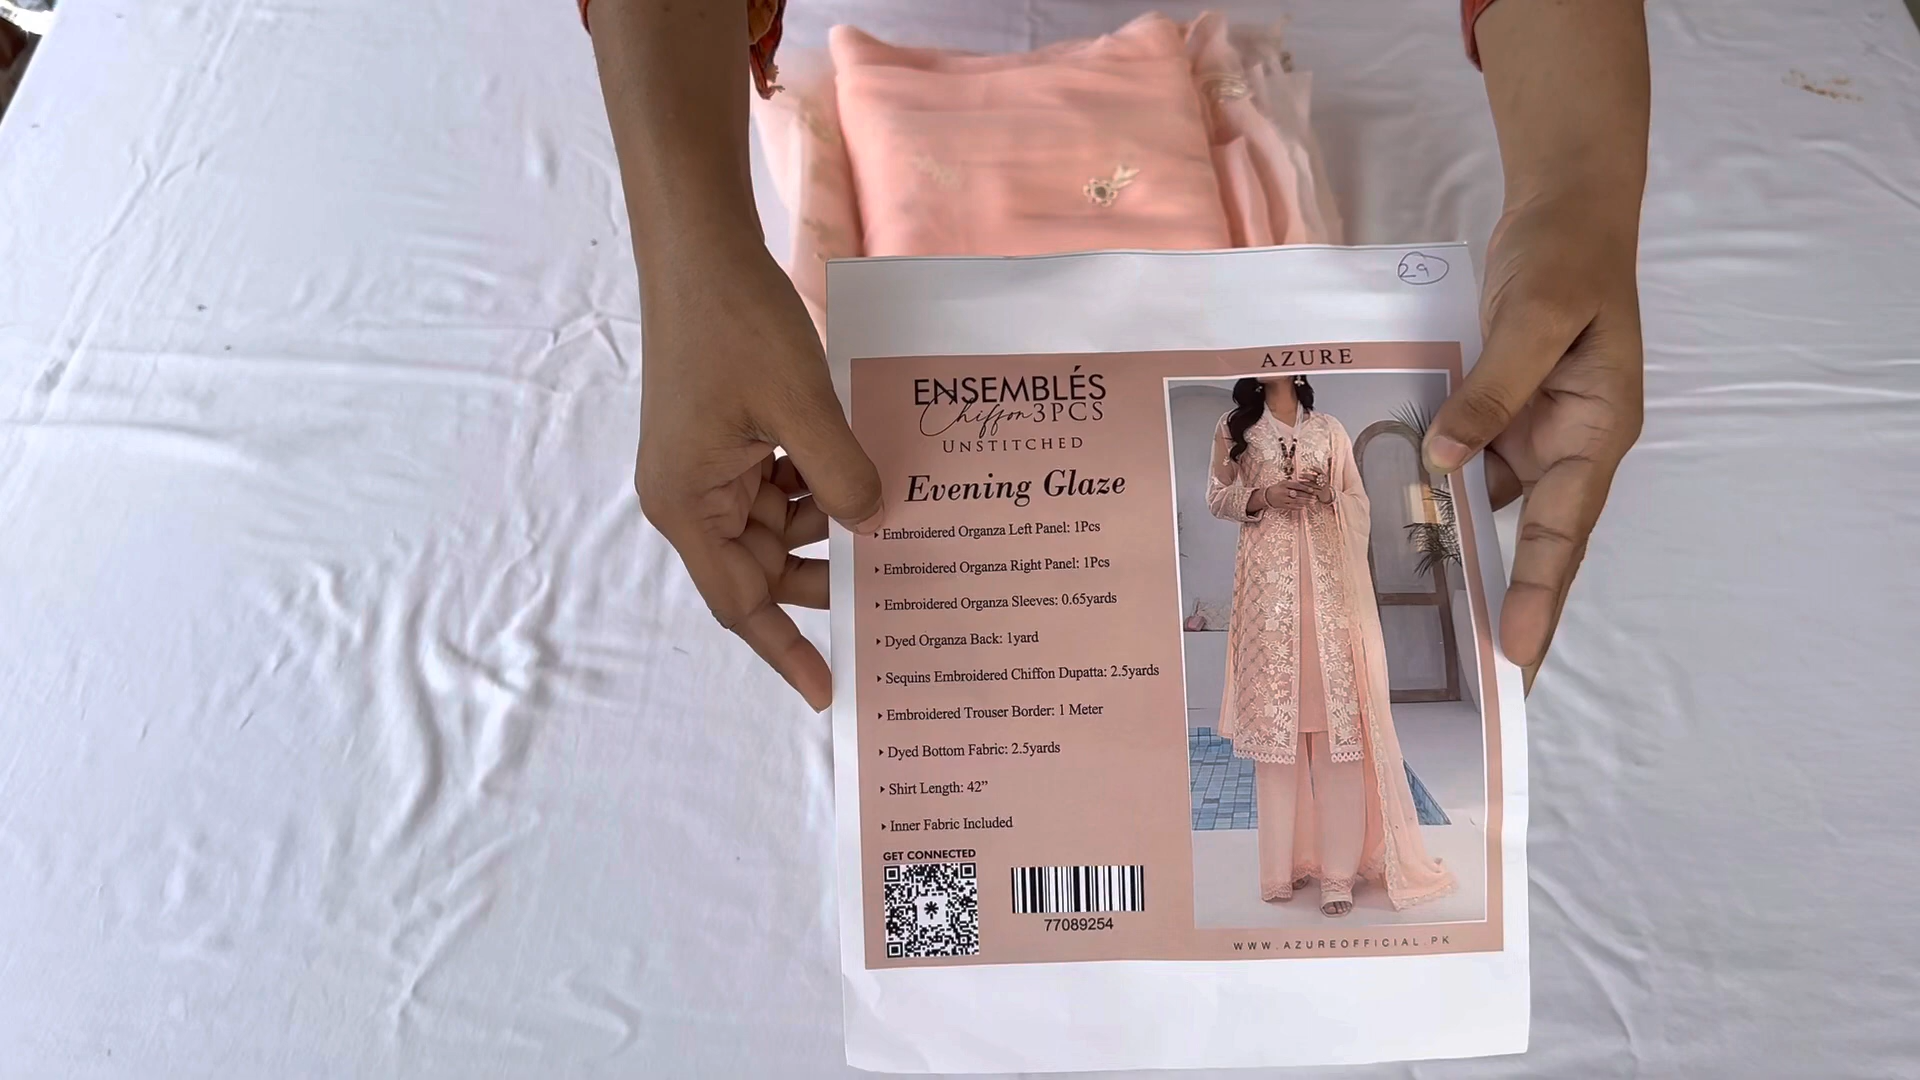 29
AZURE
ENSEMBLÉS
Chiffon 3PCS
UNSTITCHED
Evening Glaze
Embroidered Organza Left Panel: 1Pcs
Embroidered Organza Right Panel: 1Pcs
Embroidered Organza Sleeves: 0.65yards
Dyed Organza Back: 1yard
Sequins Embroidered Chiffon Dupatta: 2.5yards
Embroidered Trouser Border: 1 Meter
Dyed Bottom Fabric: 2.5yards
Shirt Length: 42”
Inner Fabric Included
GET CONNECTED
77089254
WWW.AZUREOFFICIAL.PK